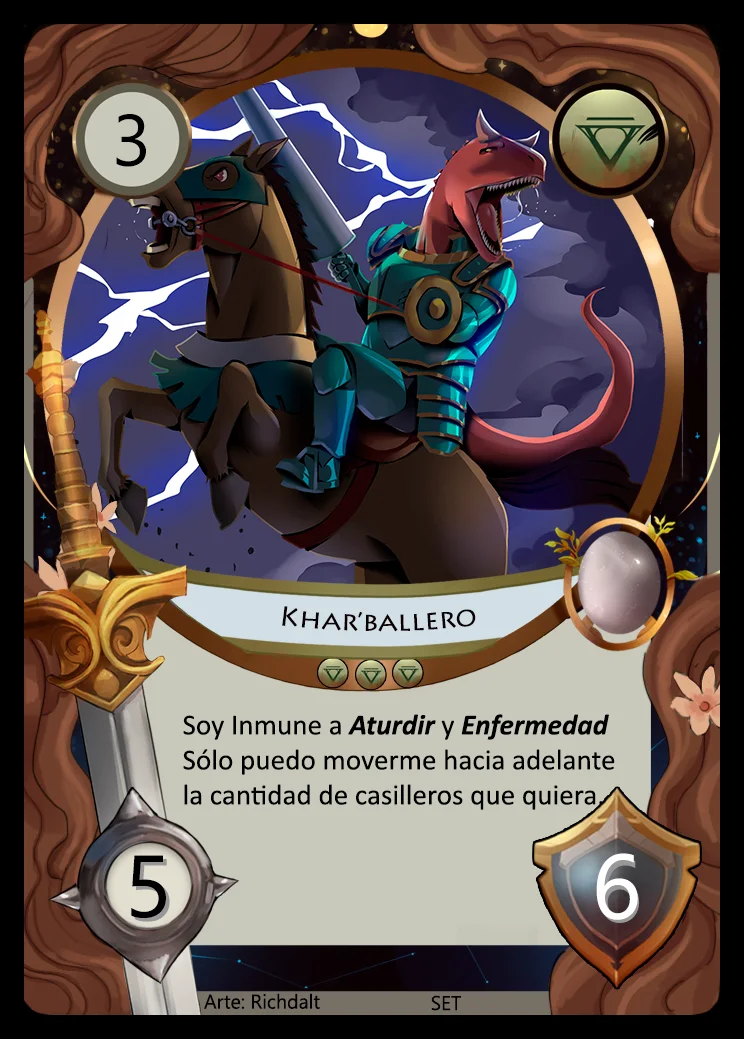 3
KHAR'BALLERO
Soy Inmune a Aturdir y Enfermedad
Sólo puedo moverme hacia adelante
la cantidad de casilleros que quiera.
5
6
Arte: Richdalt SET